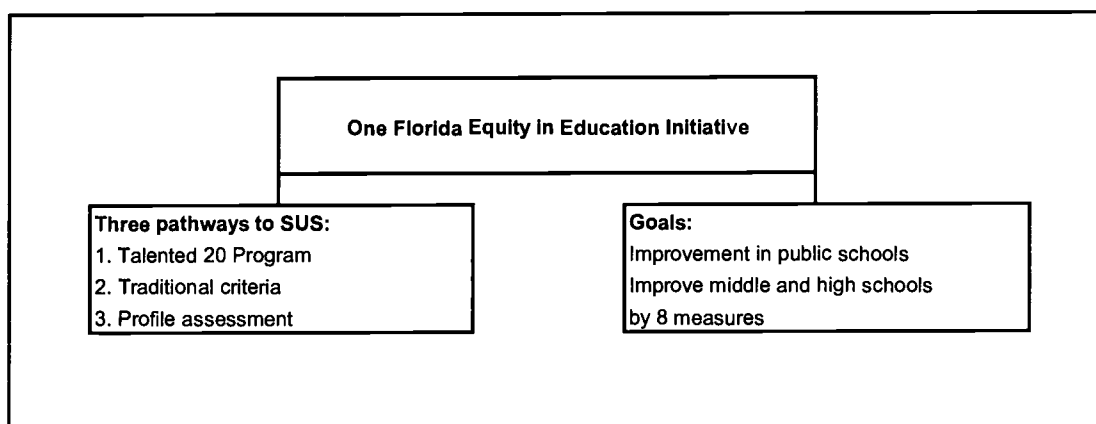 One Florida Equity in Education Initiative
Three pathways to SUS:
1. Talented 20 Program
2. Traditional criteria
3. Profile assessment
Goals:
Improvement in public schools
Improve middle and high schools
by 8 measures